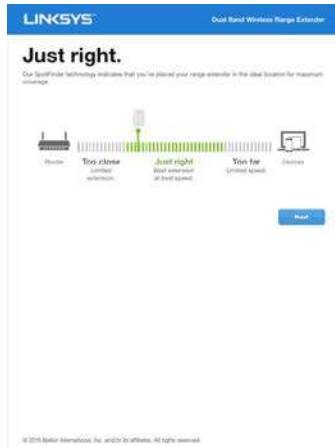 LINKSYS
Dual Band Wireless Range Extender
Just right.
Our SpotFinder technology indicates that you've placed your range extender in the ideal location for maximum
coverage.
Router
Too close
Limited
extension.
Just right
Best extension
at best speed.
Too far
Limited speed.
Devices
Next
© 2015 Belkin International, Inc. and/or its affiliates. All rights reserved.